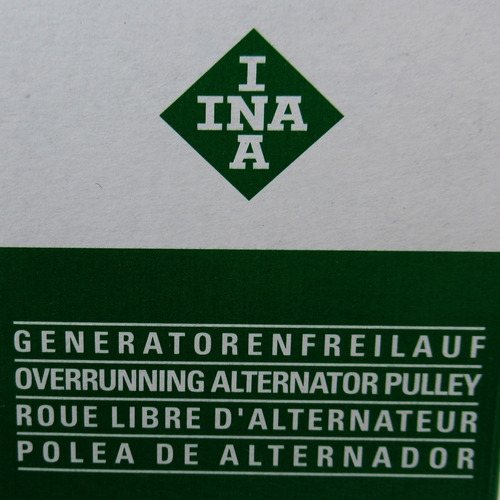 I
INA
A
GENERATORENFREILAUF
OVERRUNNING ALTERNATOR PULLEY
ROUE LIBRE D'ALTERNATEUR
POLEA DE ALTERNADOR